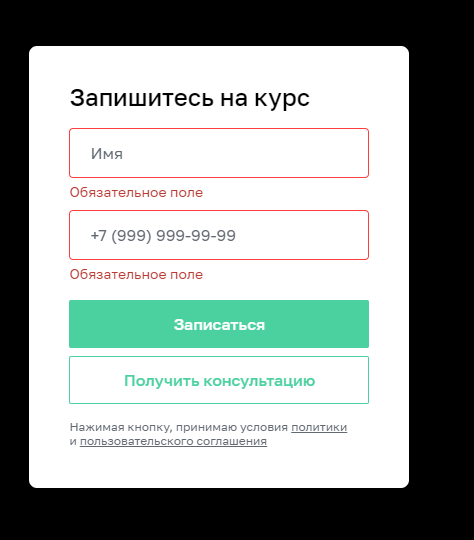 Запишитесь на курс
Имя
Обязательное поле
+7 (999) 999-99-99
Обязательное поле
Записаться
Получить консультацию
Нажимая кнопку, принимаю условия политики
и пользовательского соглашения